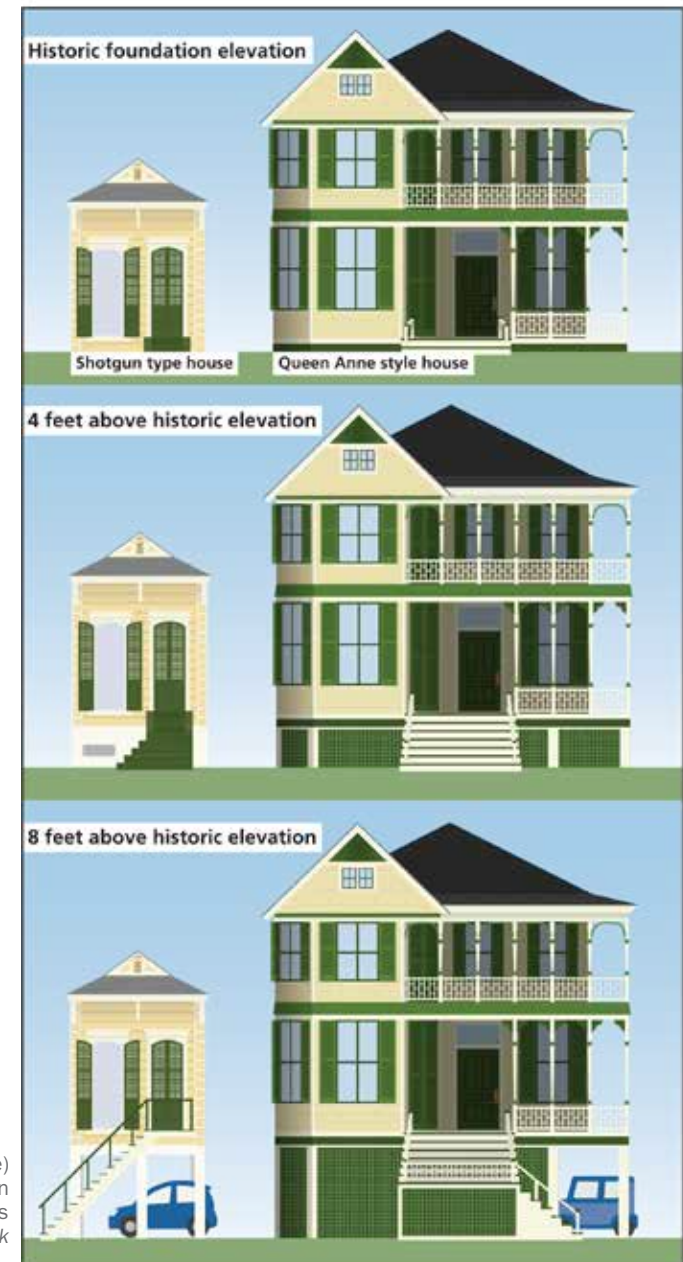 Historic foundation elevation
Shotgun type house
Queen Anne style house
4 feet above historic elevation
8 feet above historic elevation